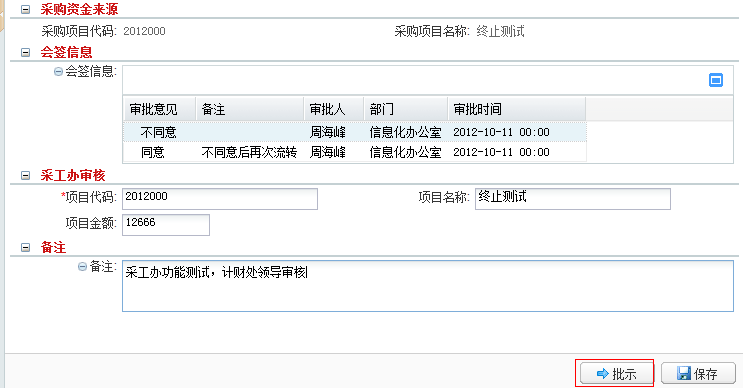 采购资金来源
采购项目代码: 2012000 采购项目名称: 终止测试
会签信息
会签信息:
审批意见 备注 审批人 部门 审批时间
不同意 周海峰 信息化办公室 2012-10-11 00:00
同意 不同意后再次流转 周海峰 信息化办公室 2012-10-11 00:00
采工办审核
*项目代码: 2012000 项目名称: 终止测试
项目金额: 12666
备注
备注: 采工办功能测试，计财处领导审核
批示 保存